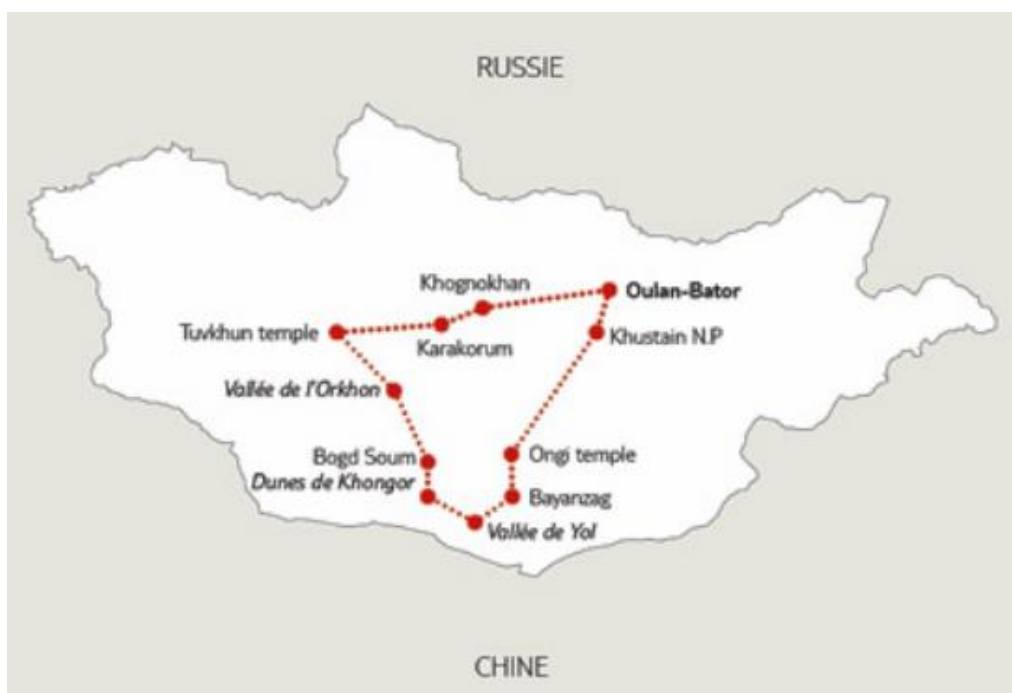 RUSSIE
Khognokhan
Oulan-Bator
Tuvkhun temple
Karakorum
Khustain N.P
Vallée de l'Orkhon
Bogd Soum
Ongi temple
Dunes de Khongor
Bayanzag
Vallée de Yol
CHINE